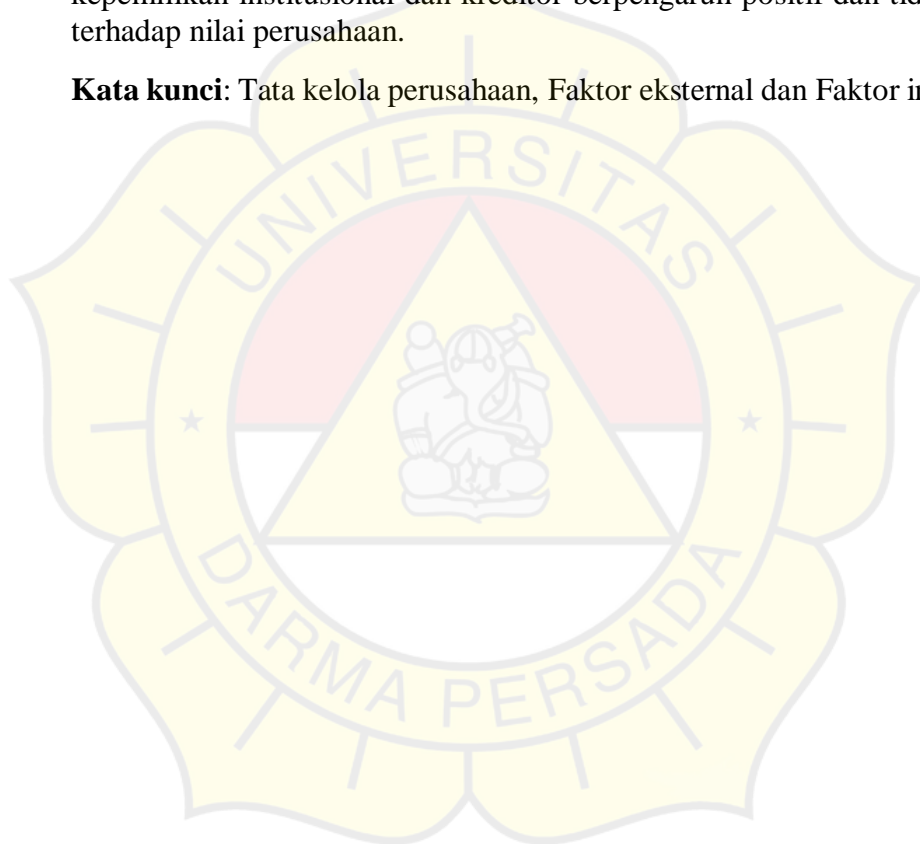 kepemilikan institusional dan kreditor berpengaruh positif dan tid
terhadap nilai perusahaan.
Kata kunci: Tata kelola perusahaan, Faktor eksternal dan Faktor in
UNIVERSITAS
DARMA PERSADA